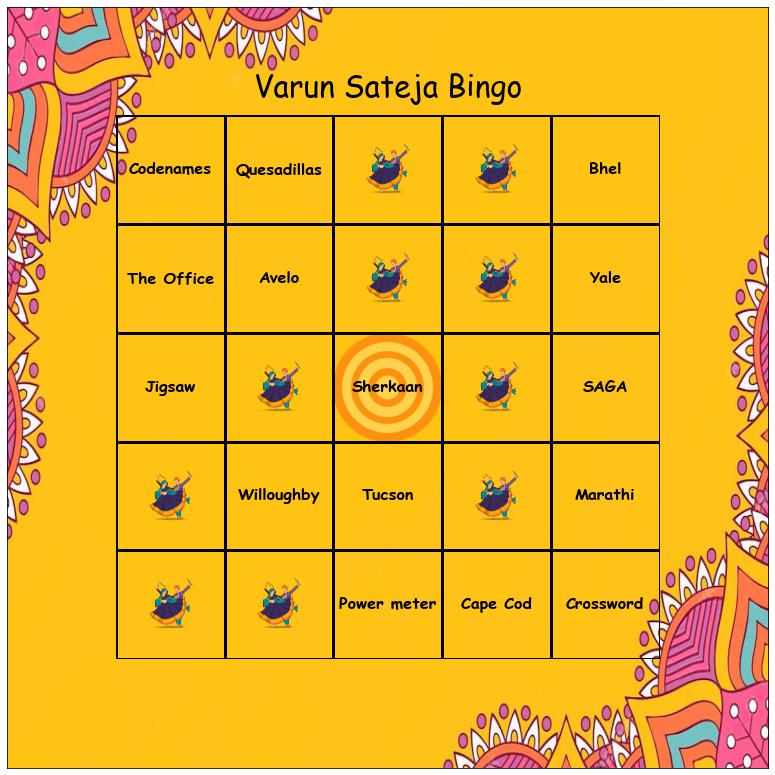 Varun Sateja Bingo
Codenames
Quesadillas
Bhel
The Office
Avelo
Yale
Jigsaw
Sherkaan
SAGA
Willoughby
Tucson
Marathi
Power meter
Cape Cod
Crossword